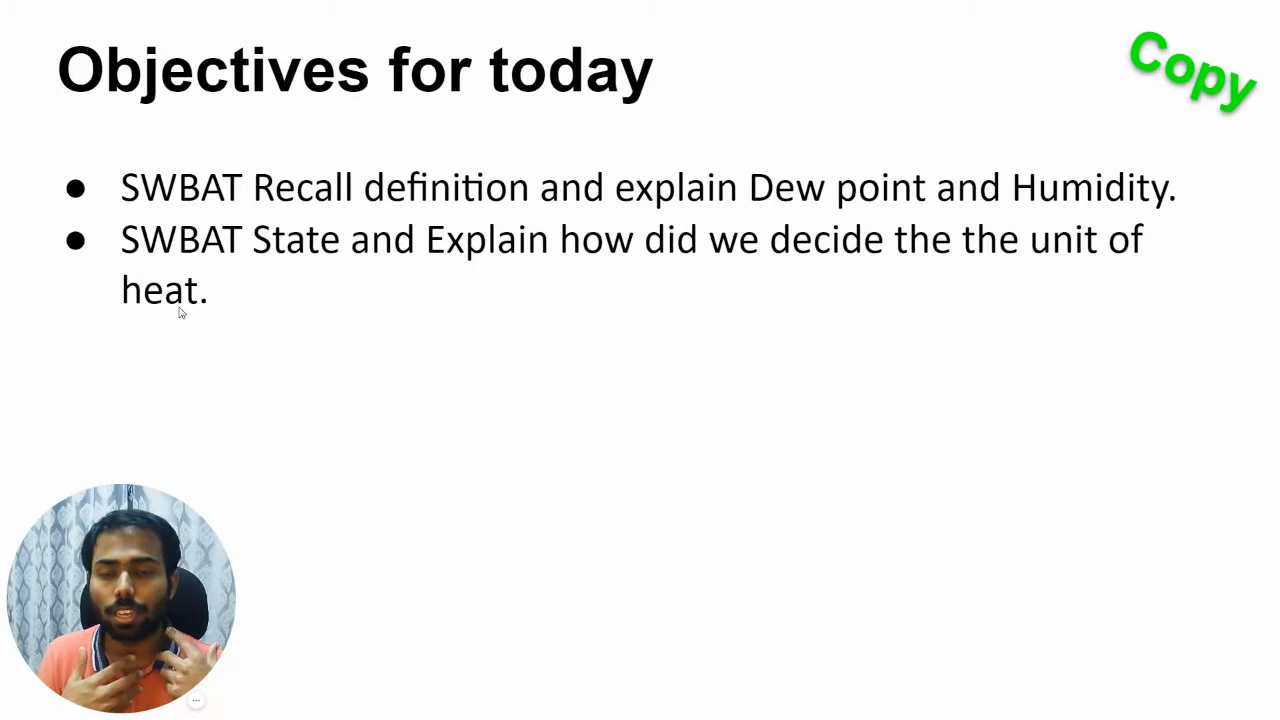 Objectives for today
Copy
● SWBAT Recall definition and explain Dew point and Humidity.
● SWBAT State and Explain how did we decide the the unit of
heat.